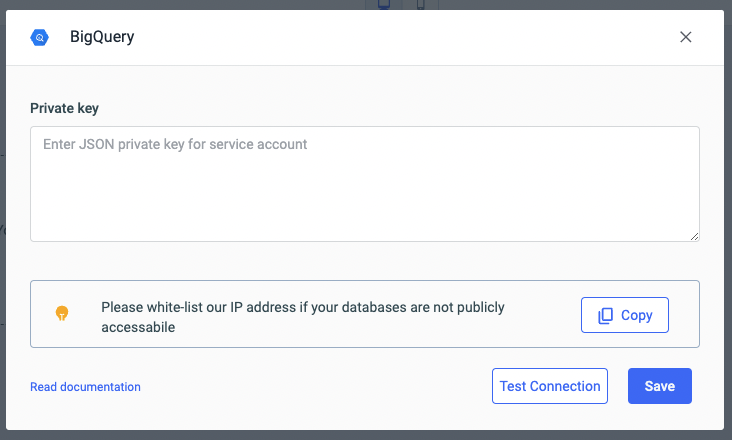 BigQuery
Private key
Enter JSON private key for service account
Please white-list our IP address if your databases are not publicly
accessabile
Copy
Read documentation
Test Connection
Save